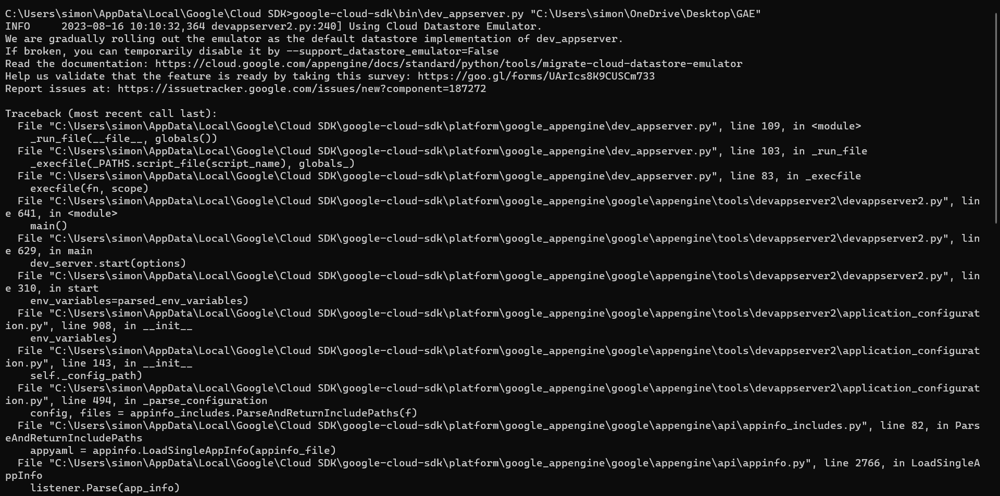 C:\Users\simon\AppData\Local\Google\Cloud SDK>google-cloud-sdk\bin\dev_appserver.py "C:\Users\simon\OneDrive\Desktop\GAE"
INFO     2023-08-16 10:10:32,364 devappserver2.py:240] Using Cloud Datastore Emulator.
We are gradually rolling out the emulator as the default datastore implementation of dev_appserver.
If broken, you can temporarily disable it by --support_datastore_emulator=False
Read the documentation: https://cloud.google.com/appengine/docs/standard/python/tools/migrate-cloud-datastore-emulator
Help us validate that the feature is ready by taking this survey: https://goo.gl/forms/UArIcs8K9CUSCm733
Report issues at: https://issuetracker.google.com/issues/new?component=187272

Traceback (most recent call last):
  File "C:\Users\simon\AppData\Local\Google\Cloud SDK\google-cloud-sdk\platform\google_appengine\dev_appserver.py", line 109, in <module>
    _run_file(__file__, globals())
  File "C:\Users\simon\AppData\Local\Google\Cloud SDK\google-cloud-sdk\platform\google_appengine\dev_appserver.py", line 103, in _run_file
    _execfile(_PATHS.script_file(script_name), globals_)
  File "C:\Users\simon\AppData\Local\Google\Cloud SDK\google-cloud-sdk\platform\google_appengine\dev_appserver.py", line 83, in _execfile
    execfile(fn, scope)
  File "C:\Users\simon\AppData\Local\Google\Cloud SDK\google-cloud-sdk\platform\google_appengine\google\appengine\tools\devappserver2\devappserver2.py", lin
e 641, in <module>
    main()
  File "C:\Users\simon\AppData\Local\Google\Cloud SDK\google-cloud-sdk\platform\google_appengine\google\appengine\tools\devappserver2\devappserver2.py", lin
e 629, in main
    dev_server.start(options)
  File "C:\Users\simon\AppData\Local\Google\Cloud SDK\google-cloud-sdk\platform\google_appengine\google\appengine\tools\devappserver2\devappserver2.py", lin
e 310, in start
    env_variables=parsed_env_variables)
  File "C:\Users\simon\AppData\Local\Google\Cloud SDK\google-cloud-sdk\platform\google_appengine\google\appengine\tools\devappserver2\application_configurat
ion.py", line 908, in __init__
    env_variables)
  File "C:\Users\simon\AppData\Local\Google\Cloud SDK\google-cloud-sdk\platform\google_appengine\google\appengine\tools\devappserver2\application_configurat
ion.py", line 143, in __init__
    self._config_path)
  File "C:\Users\simon\AppData\Local\Google\Cloud SDK\google-cloud-sdk\platform\google_appengine\google\appengine\tools\devappserver2\application_configurat
ion.py", line 494, in _parse_configuration
    config, files = appinfo_includes.ParseAndReturnIncludePaths(f)
  File "C:\Users\simon\AppData\Local\Google\Cloud SDK\google-cloud-sdk\platform\google_appengine\google\appengine\api\appinfo_includes.py", line 82, in Pars
eAndReturnIncludePaths
    appyaml = appinfo.LoadSingleAppInfo(appinfo_file)
  File "C:\Users\simon\AppData\Local\Google\Cloud SDK\google-cloud-sdk\platform\google_appengine\google\appengine\api\appinfo.py", line 2766, in LoadSingleA
ppInfo
    listener.Parse(app_info)